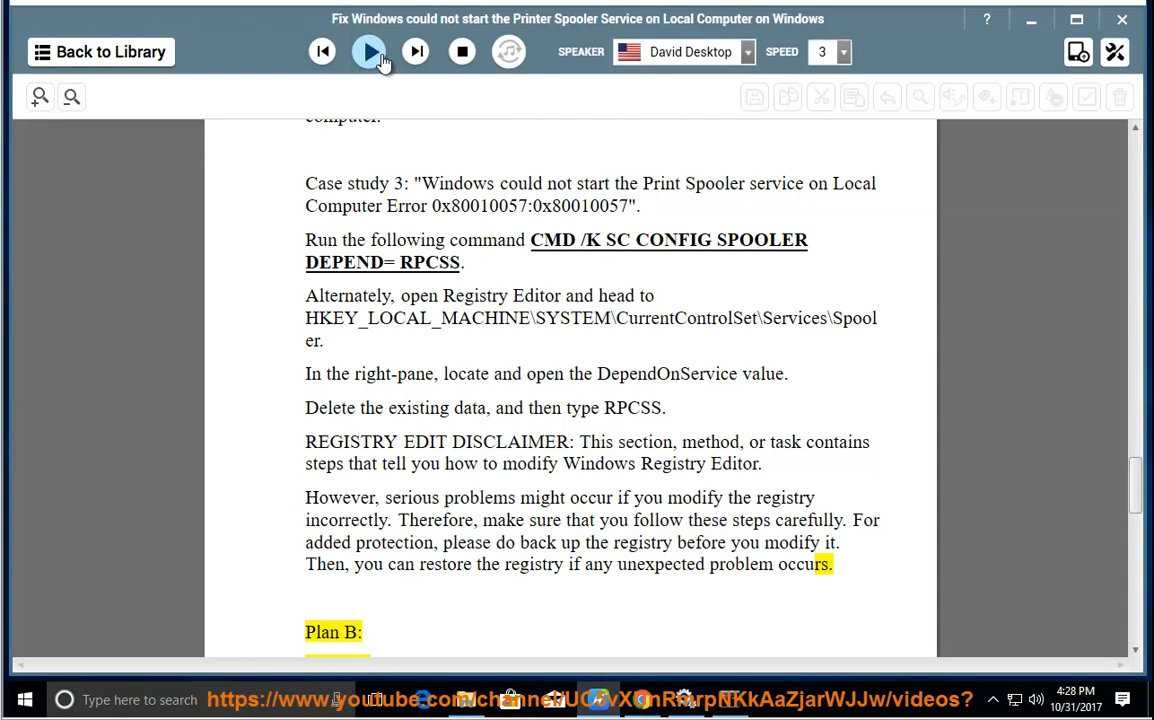 Fix Windows could not start the Printer Spooler Service on Local Computer on Windows
Back to Library
SPEAKER
David Desktop
SPEED
3
computer.
Case study 3: "Windows could not start the Print Spooler service on Local
Computer Error 0x80010057:0x80010057".
Run the following command CMD /K SC CONFIG SPOOLER
DEPEND= RPCSS.
Alternately, open Registry Editor and head to
HKEY_LOCAL_MACHINE\SYSTEM\CurrentControlSet\Services\Spool
er.
In the right-pane, locate and open the DependOnService value.
Delete the existing data, and then type RPCSS.
REGISTRY EDIT DISCLAIMER: This section, method, or task contains
steps that tell you how to modify Windows Registry Editor.
However, serious problems might occur if you modify the registry
incorrectly. Therefore, make sure that you follow these steps carefully. For
added protection, please do back up the registry before you modify it.
Then, you can restore the registry if any unexpected problem occurs.
Plan B:
Type here to search
4:28 PM
10/31/2017